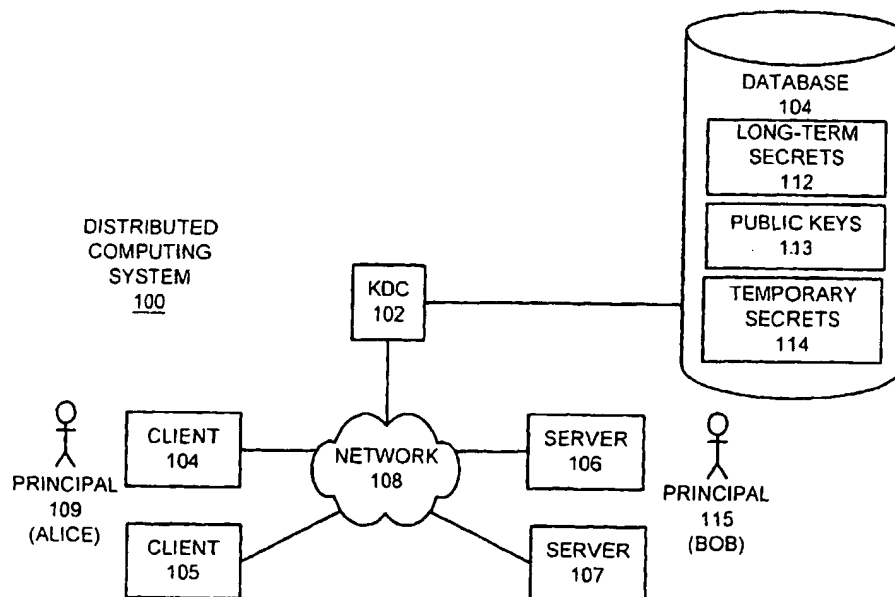 DATABASE
104
LONG-TERM
SECRETS
112
PUBLIC KEYS
113
TEMPORARY
SECRETS
114
DISTRIBUTED
COMPUTING
SYSTEM
100
KDC
102
CLIENT
104
NETWORK
108
SERVER
106
PRINCIPAL
109
(ALICE)
PRINCIPAL
115
(BOB)
CLIENT
105
SERVER
107